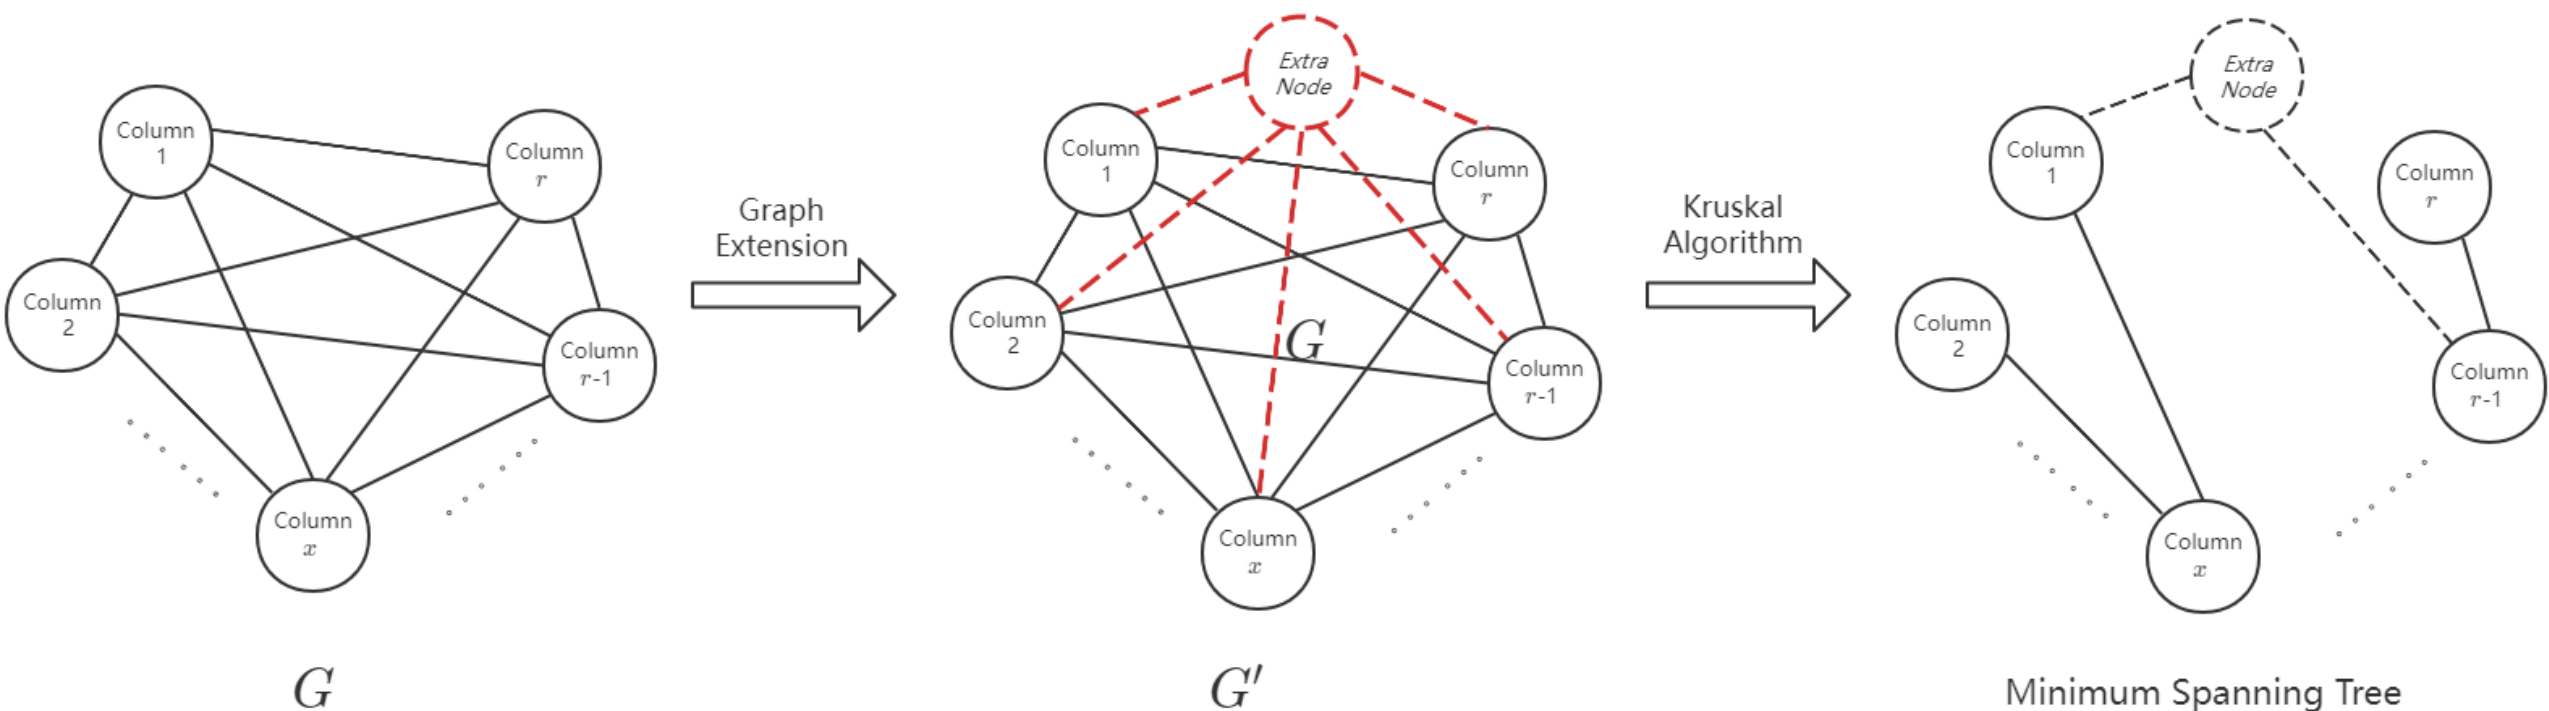 Column
1
Column
r
Column
2
Column
r-1
Column
x
G
Graph
Extension
Extra
Node
Column
1
Column
r
Column
2
G
Column
r-1
Column
x
G′
Kruskal
Algorithm
Extra
Node
Column
1
Column
r
Column
2
Column
r-1
Column
x
Minimum Spanning Tree